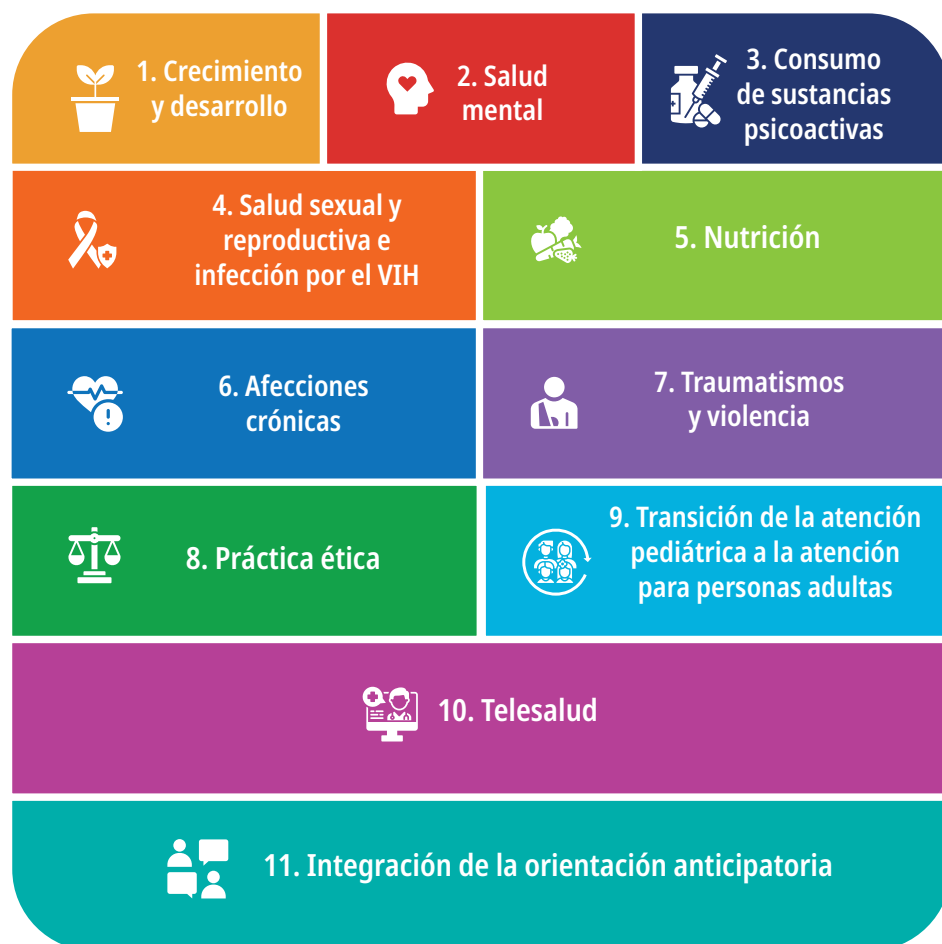 1. Crecimiento
y desarrollo
2. Salud
mental
3. Consumo
de sustancias
psicoactivas
4. Salud sexual y
reproductiva e
infección por el VIH
5. Nutrición
6. Afecciones
crónicas
7. Traumatismos
y violencia
8. Práctica ética
9. Transición de la atención
pediátrica a la atención
para personas adultas
10. Telesalud
11. Integración de la orientación anticipatoria